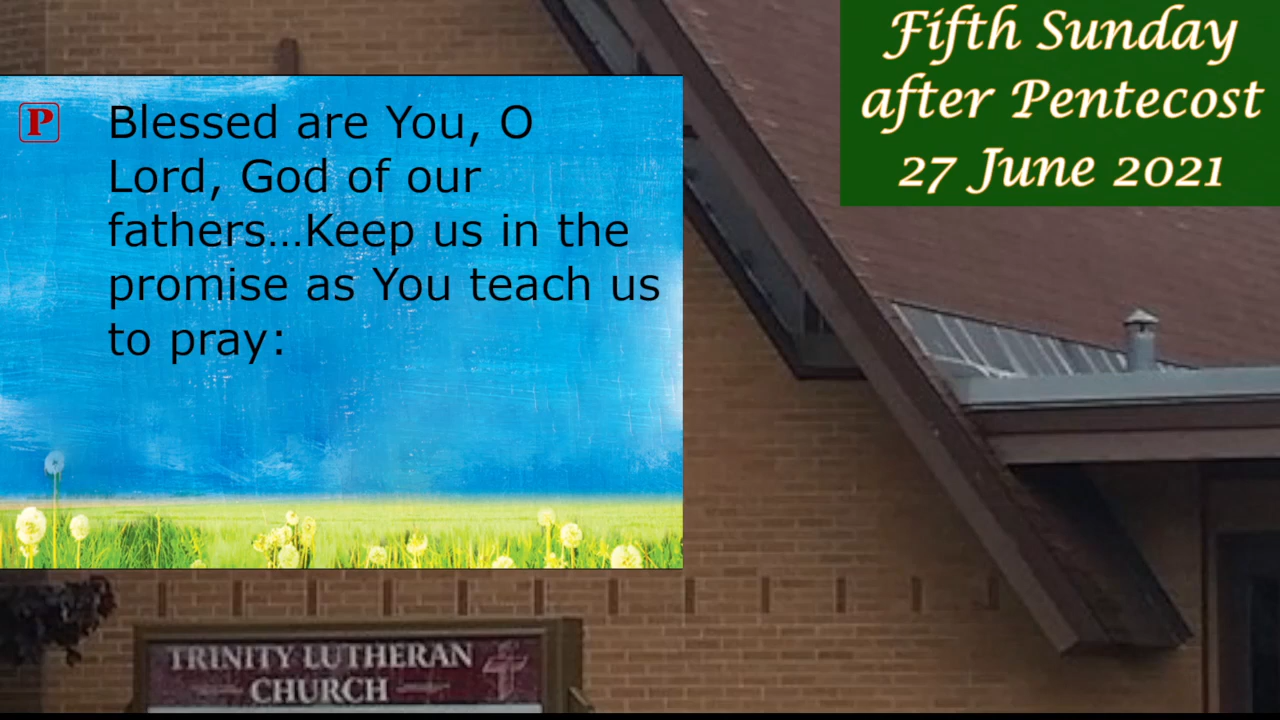 Fifth Sunday
after Pentecost
27 June 2021
P
Blessed are You, O
Lord, God of our
fathers…Keep us in the
promise as You teach us
to pray:
TRINITY LUTHERAN
CHURCH